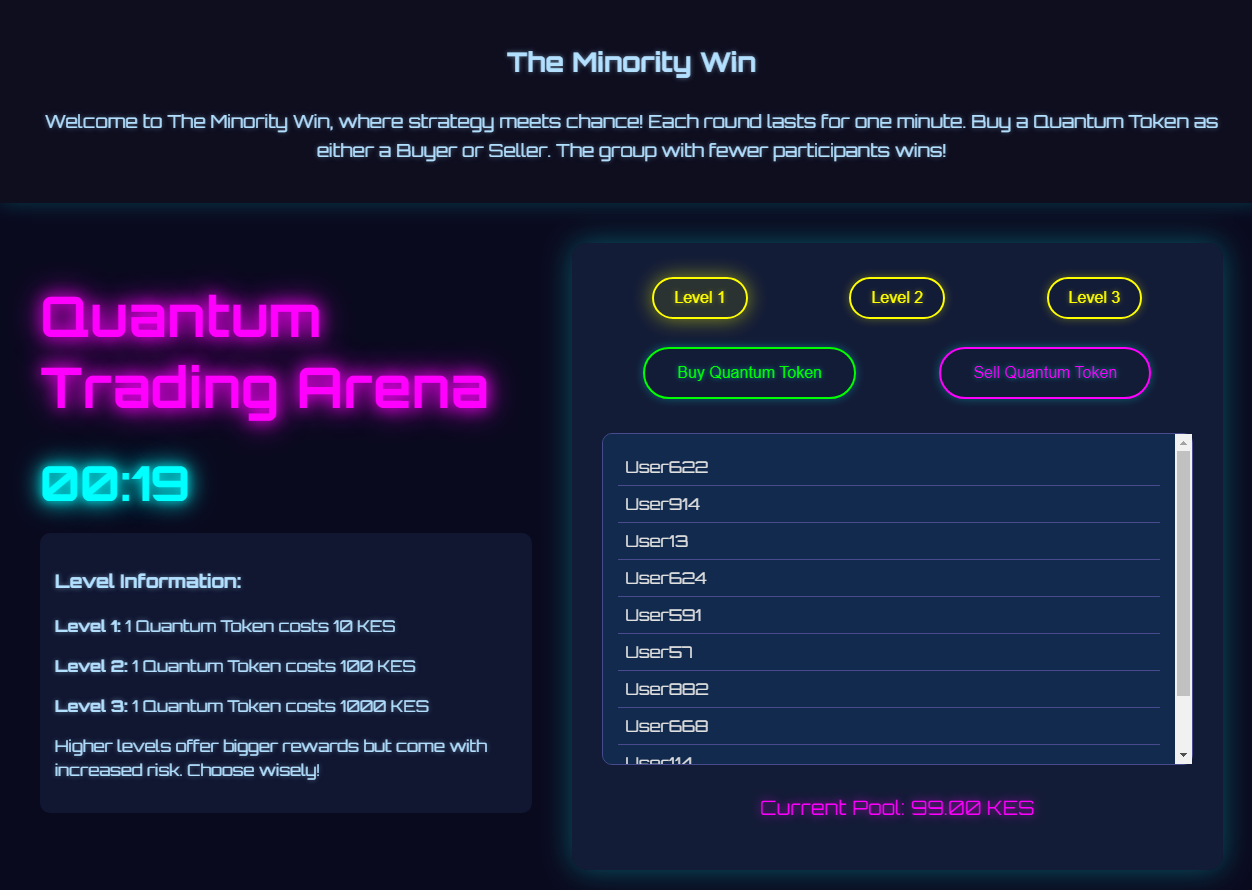 The Minority Win
Welcome to The Minority Win, where strategy meets chance! Each round lasts for one minute. Buy a Quantum Token as
either a Buyer or Seller. The group with fewer participants wins!
Quantum
Trading Arena
00:19
Level Information:
Level 1: 1 Quantum Token costs 10 KES
Level 2: 1 Quantum Token costs 100 KES
Level 3: 1 Quantum Token costs 1000 KES
Higher levels offer bigger rewards but come with
increased risk. Choose wisely!
Level 1 Level 2 Level 3
Buy Quantum Token Sell Quantum Token
User622
User914
User13
User624
User591
User57
User882
User668
User114
Current Pool: 99.00 KES